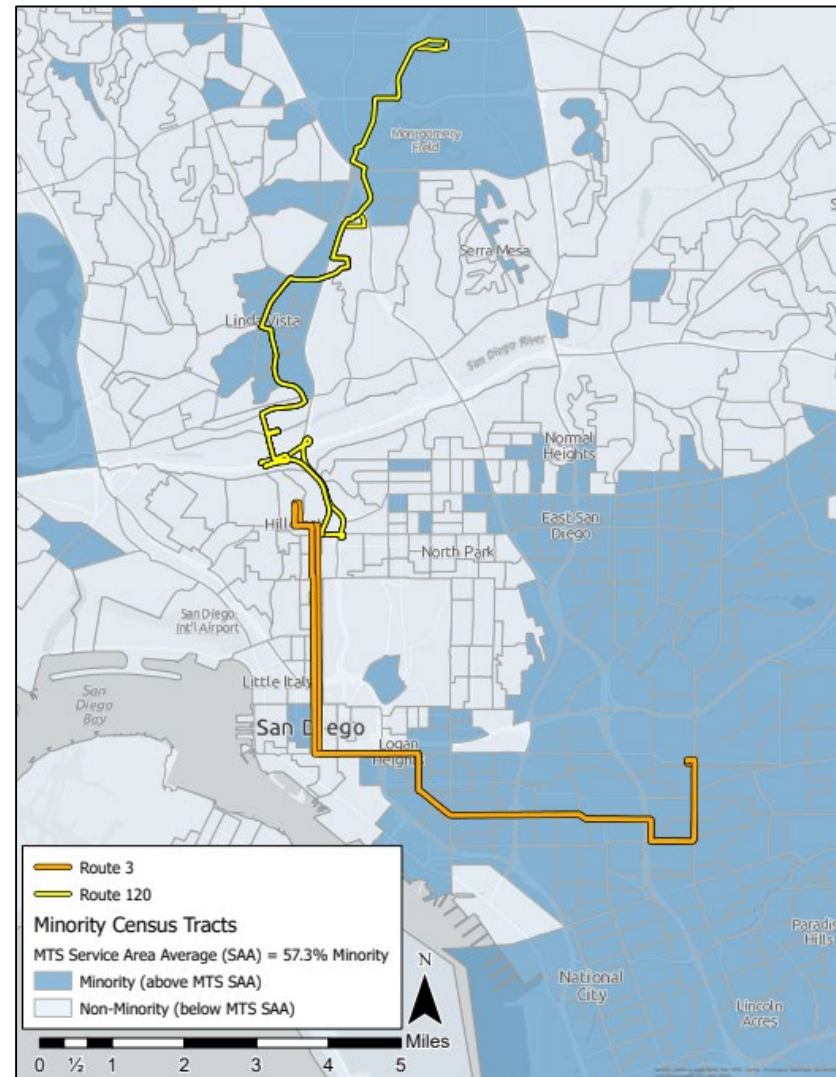 Montgomery
Field
Serra Mesa
Linda Vista
San Diego River
Normal
Heights
East San
Diego
North Park
San Diego
Int'l Airport
Little Italy
San
Diego
Bay
San Diego
Logan
Heights
Route 3
Route 120
Minority Census Tracts
MTS Service Area Average (SAA) = 57.3% Minority
Minority (above MTS SAA)
Non-Minority (below MTS SAA)
N
Miles
0 ½ 1 2 3 4 5
National
City
Hills
Lincoln
Acres